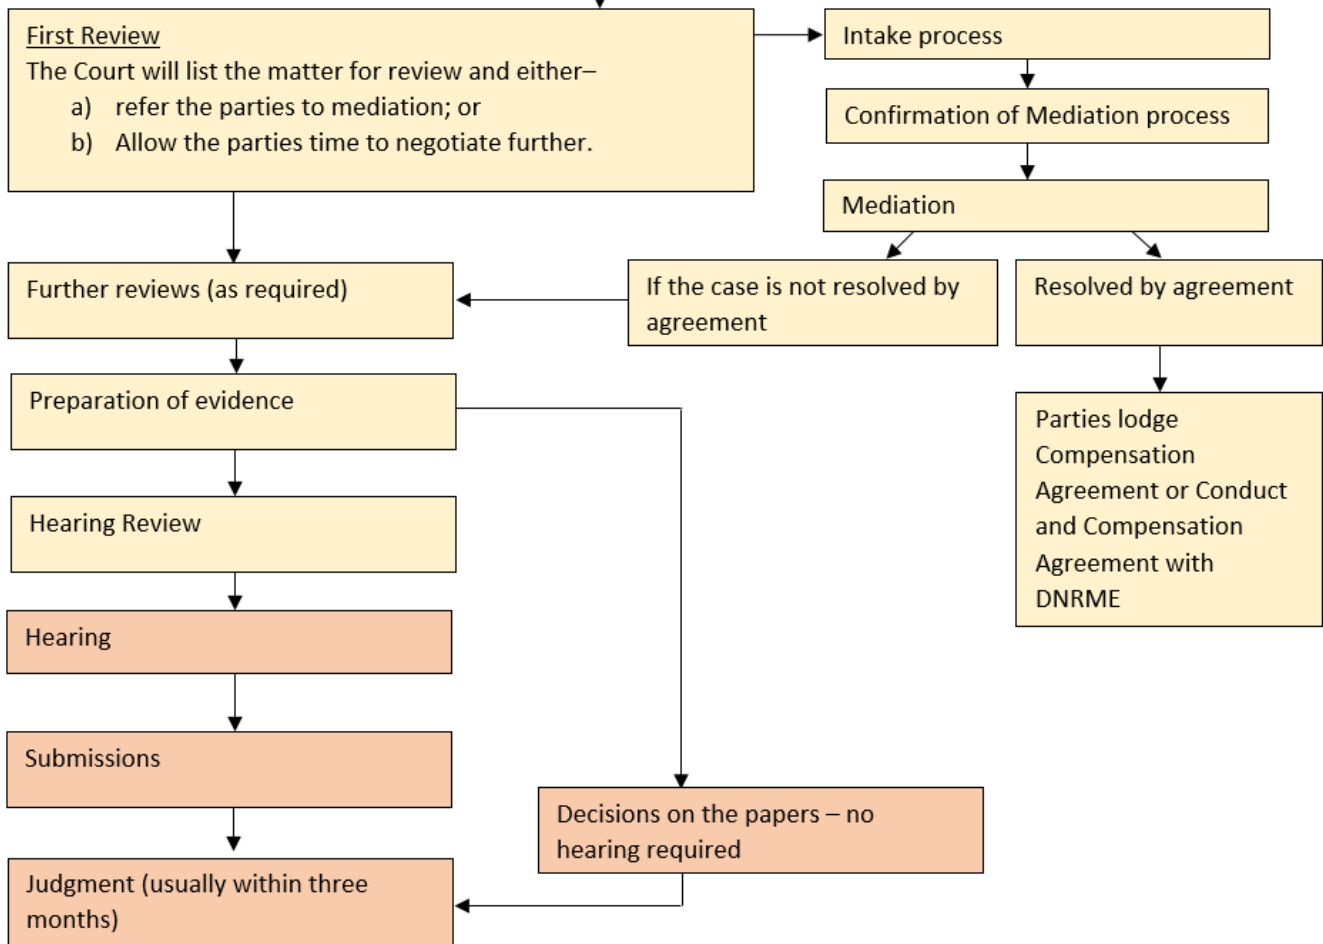 First Review
The Court will list the matter for review and either–
a) refer the parties to mediation; or
b) Allow the parties time to negotiate further.
Intake process
Confirmation of Mediation process
Mediation
If the case is not resolved by
agreement
Resolved by agreement
Parties lodge
Compensation
Agreement or Conduct
and Compensation
Agreement with
DNRME
Further reviews (as required)
Preparation of evidence
Hearing Review
Hearing
Submissions
Decisions on the papers – no
hearing required
Judgment (usually within three
months)